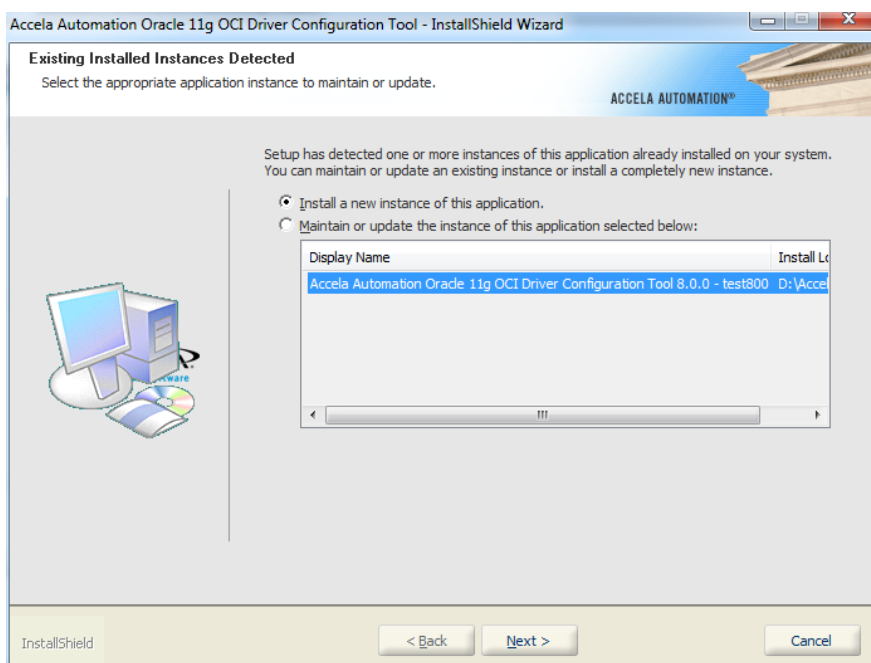 Accela Automation Oracle 11g OCI Driver Configuration Tool - InstallShield Wizard
Existing Installed Instances Detected
Select the appropriate application instance to maintain or update.
ACCELA AUTOMATION®
Setup has detected one or more instances of this application already installed on your system.
You can maintain or update an existing instance or install a completely new instance.
Install a new instance of this application.
Maintain or update the instance of this application selected below:
Display Name Install Lo
Accela Automation Oracle 11g OCI Driver Configuration Tool 8.0.0 - test800 D:\Accel
InstallShield
< Back Next > Cancel